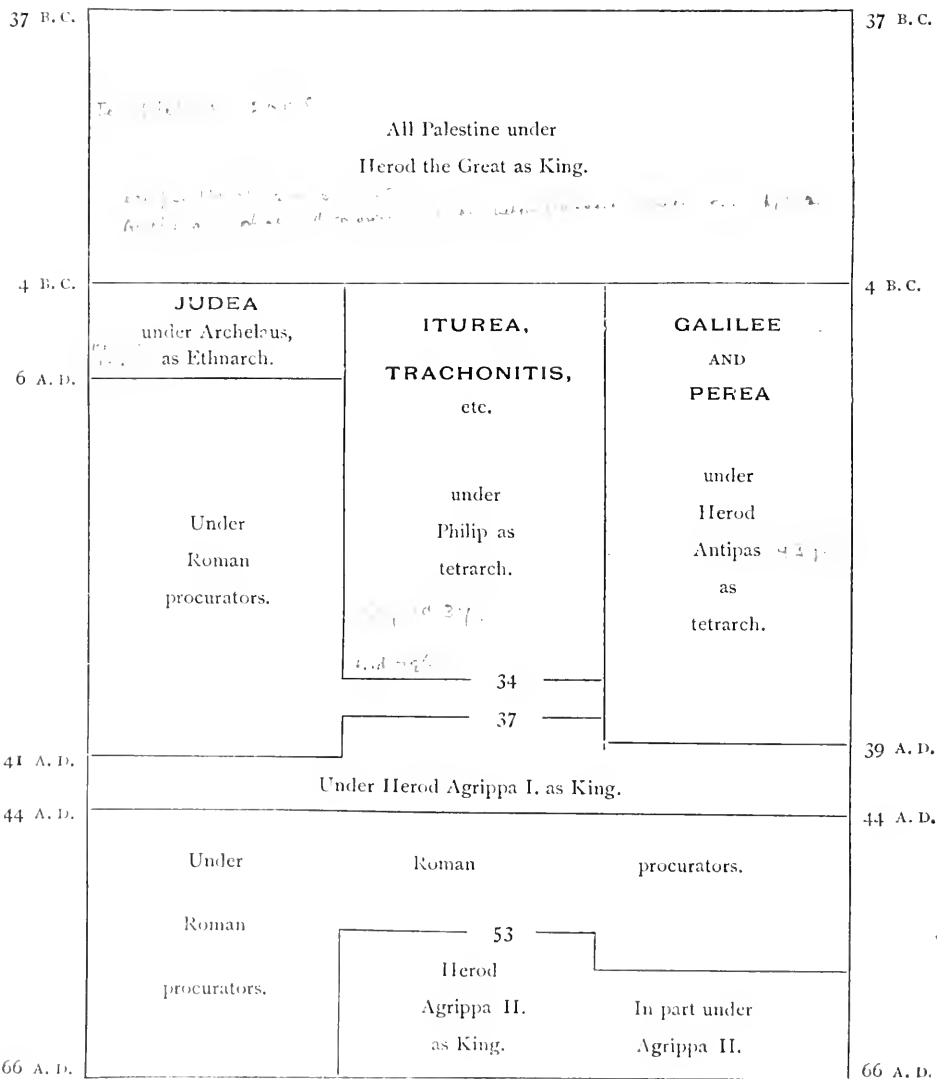 37 B.C.
37 B.C.
All Palestine under
Herod the Great as King.
4 B.C.
4 B.C.
JUDEA
under Archelaus,
as Ethnarch.
6 A.D.
ITUREA,
TRACHONITIS,
etc.
GALILEE
AND
PEREA
Under
Roman
procurators.
under
Philip as
tetrarch.
under
Herod
Antipas
as
tetrarch.
34
37
41 A.D.
39 A.D.
Under Herod Agrippa I. as King.
44 A.D.
44 A.D.
Under Roman procurators.
Roman
procurators.
53
Herod
Agrippa II.
as King.
In part under
Agrippa II.
66 A.D.
66 A.D.